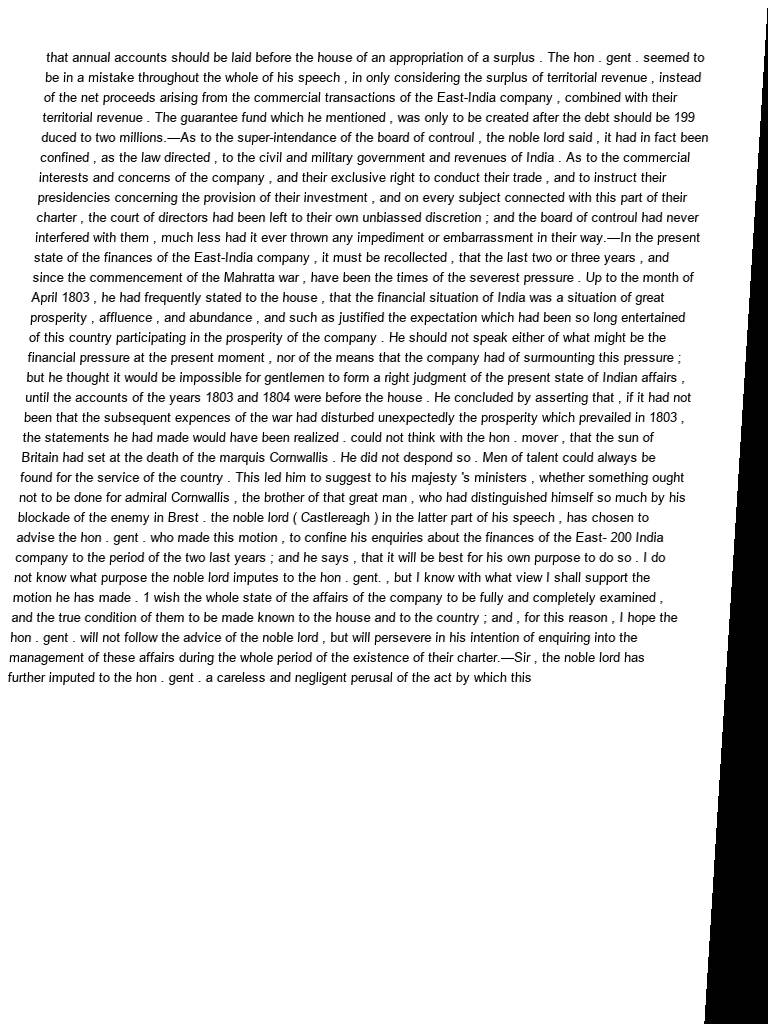 that annual accounts should be laid before the house of an appropriation of a surplus . The hon . gent . seemed to
be in a mistake throughout the whole of his speech , in only considering the surplus of territorial revenue , instead
of the net proceeds arising from the commercial transactions of the East-India company , combined with their
territorial revenue . The guarantee fund which he mentioned , was only to be created after the debt should be 199
duced to two millions.—As to the super-intendance of the board of controul , the noble lord said , it had in fact been
confined , as the law directed , to the civil and military government and revenues of India . As to the commercial
interests and concerns of the company , and their exclusive right to conduct their trade , and to instruct their
presidencies concerning the provision of their investment , and on every subject connected with this part of their
charter , the court of directors had been left to their own unbiassed discretion ; and the board of controul had never
interfered with them , much less had it ever thrown any impediment or embarrassment in their way.—In the present
state of the finances of the East-India company , it must be recollected , that the last two or three years , and
since the commencement of the Mahratta war , have been the times of the severest pressure . Up to the month of
April 1803 , he had frequently stated to the house , that the financial situation of India was a situation of great
prosperity , affluence , and abundance , and such as justified the expectation which had been so long entertained
of this country participating in the prosperity of the company . He should not speak either of what might be the
financial pressure at the present moment , nor of the means that the company had of surmounting this pressure ;
but he thought it would be impossible for gentlemen to form a right judgment of the present state of Indian affairs ,
until the accounts of the years 1803 and 1804 were before the house . He concluded by asserting that , if it had not
been that the subsequent expences of the war had disturbed unexpectedly the prosperity which prevailed in 1803 ,
the statements he had made would have been realized . could not think with the hon . mover , that the sun of
Britain had set at the death of the marquis Cornwallis . He did not despond so . Men of talent could always be
found for the service of the country . This led him to suggest to his majesty 's ministers , whether something ought
not to be done for admiral Cornwallis , the brother of that great man , who had distinguished himself so much by his
blockade of the enemy in Brest . the noble lord ( Castlereagh ) in the latter part of his speech , has chosen to
advise the hon . gent . who made this motion , to confine his enquiries about the finances of the East- 200 India
company to the period of the two last years ; and he says , that it will be best for his own purpose to do so . I do
not know what purpose the noble lord imputes to the hon . gent. , but I know with what view I shall support the
motion he has made . 1 wish the whole state of the affairs of the company to be fully and completely examined ,
and the true condition of them to be made known to the house and to the country ; and , for this reason , I hope the
hon . gent . will not follow the advice of the noble lord , but will persevere in his intention of enquiring into the
management of these affairs during the whole period of the existence of their charter.—Sir , the noble lord has
further imputed to the hon . gent . a careless and negligent perusal of the act by which this